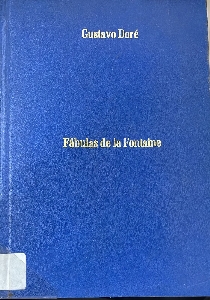 Gustavo Doré
Fábulas de la Fontaine